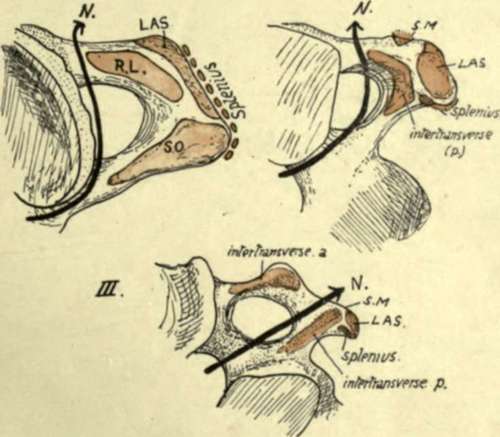 N.
LAS
R.L.
Splenius
SO
N.
S.M
LAS
splenius
intertransverse
(p.)
III.
intertransverse. a
N.
S.M
LAS.
splenius.
intertransverse p.